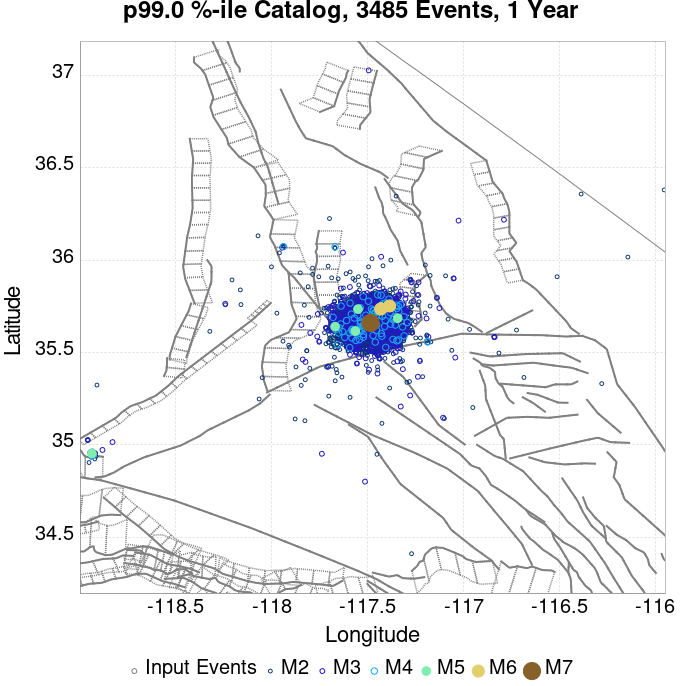 p99.0 %-ile Catalog, 3485 Events, 1 Year
37
36.5
36
35.5
35
34.5
Latitude
-118.5 -118 -117.5 -117 -116.5 -116
Longitude
Input Events M2 M3 M4 M5 M6 M7